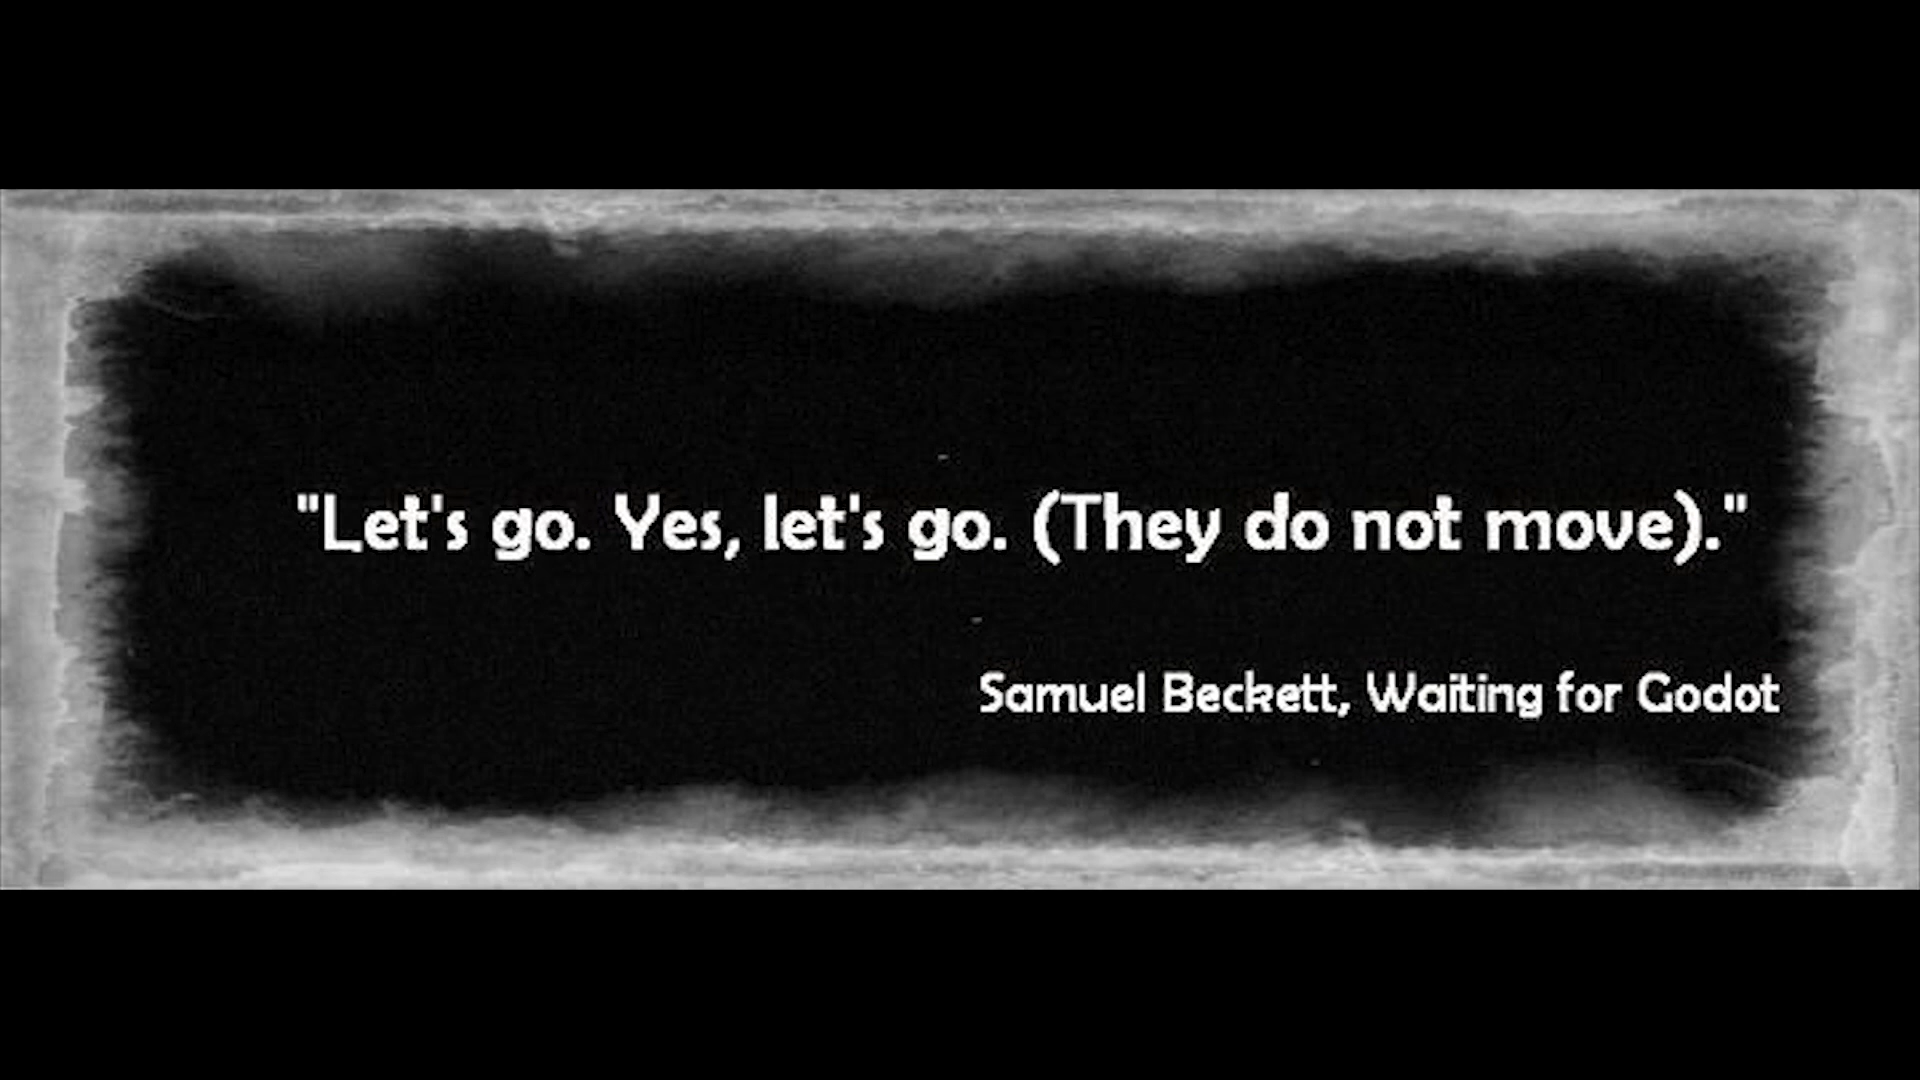 "Let's go. Yes, let's go. (They do not move)."
Samuel Beckett, Waiting for Godot